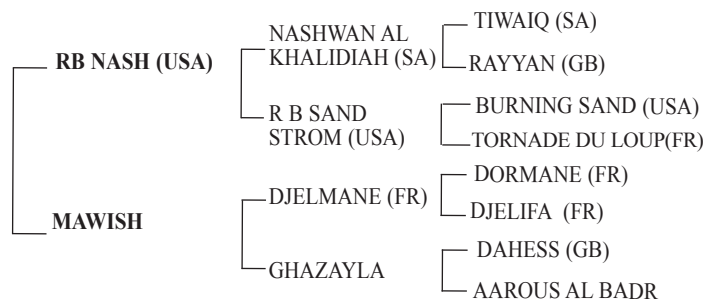 RB NASH (USA)
NASHWAN AL
KHALIDIAH (SA)
TIWAIQ (SA)
RAYYAN (GB)
R B SAND
STROM (USA)
BURNING SAND (USA)
TORNADE DU LOUP(FR)
MAWISH
DJELMANE (FR)
DORMANE (FR)
DJELIFA (FR)
GHAZAYLA
DAHESS (GB)
AAROUS AL BADR